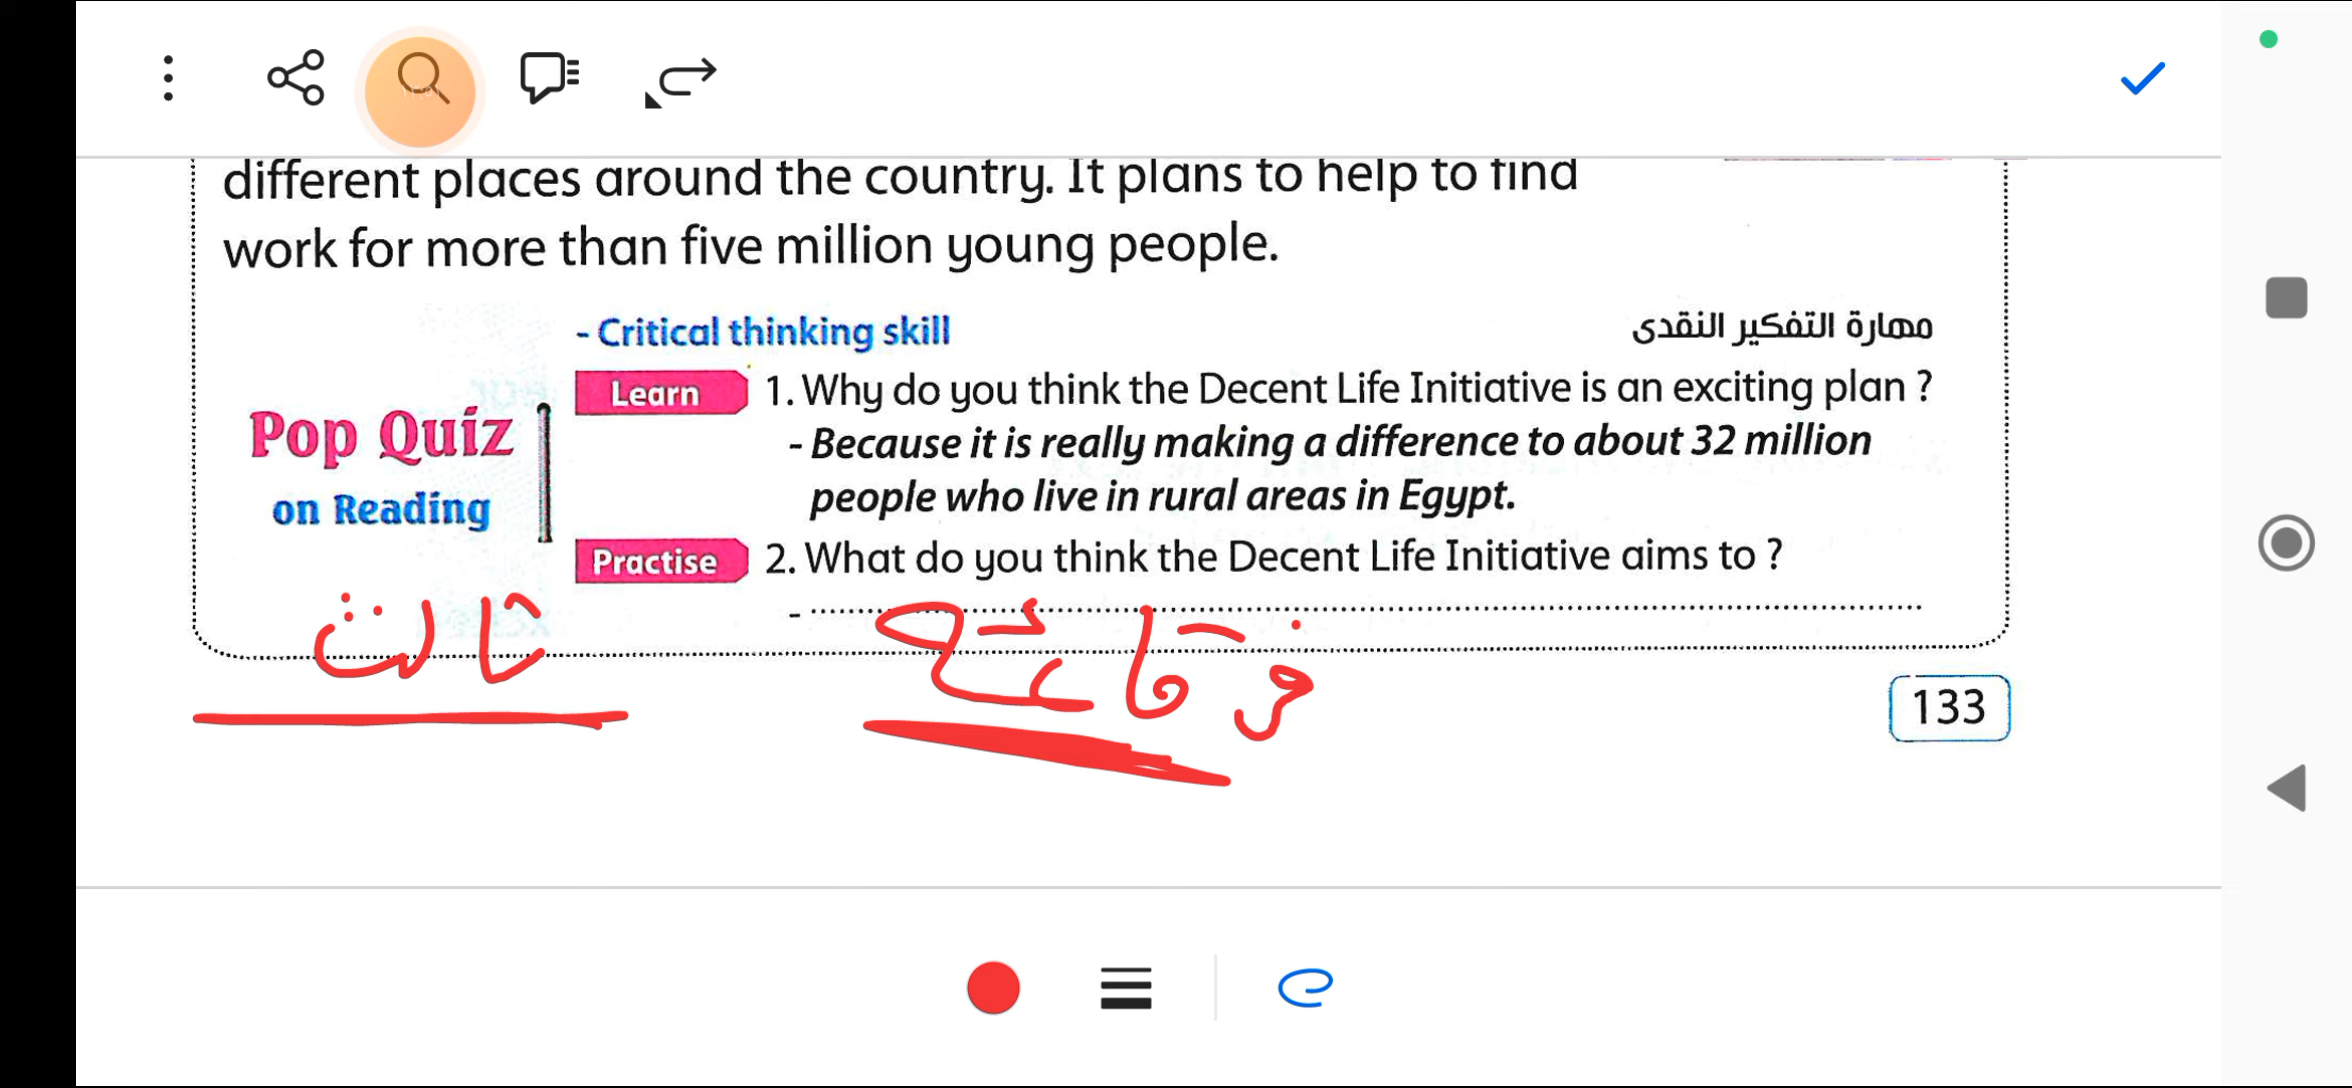 different places around the country. It plans to help to find
work for more than five million young people.
- Critical thinking skill
مهارة التفكير النقدى
Pop Quiz
on Reading
Learn
1. Why do you think the Decent Life Initiative is an exciting plan ?
- Because it is really making a difference to about 32 million
people who live in rural areas in Egypt.
Practise
2. What do you think the Decent Life Initiative aims to ?
-
ثالث
133